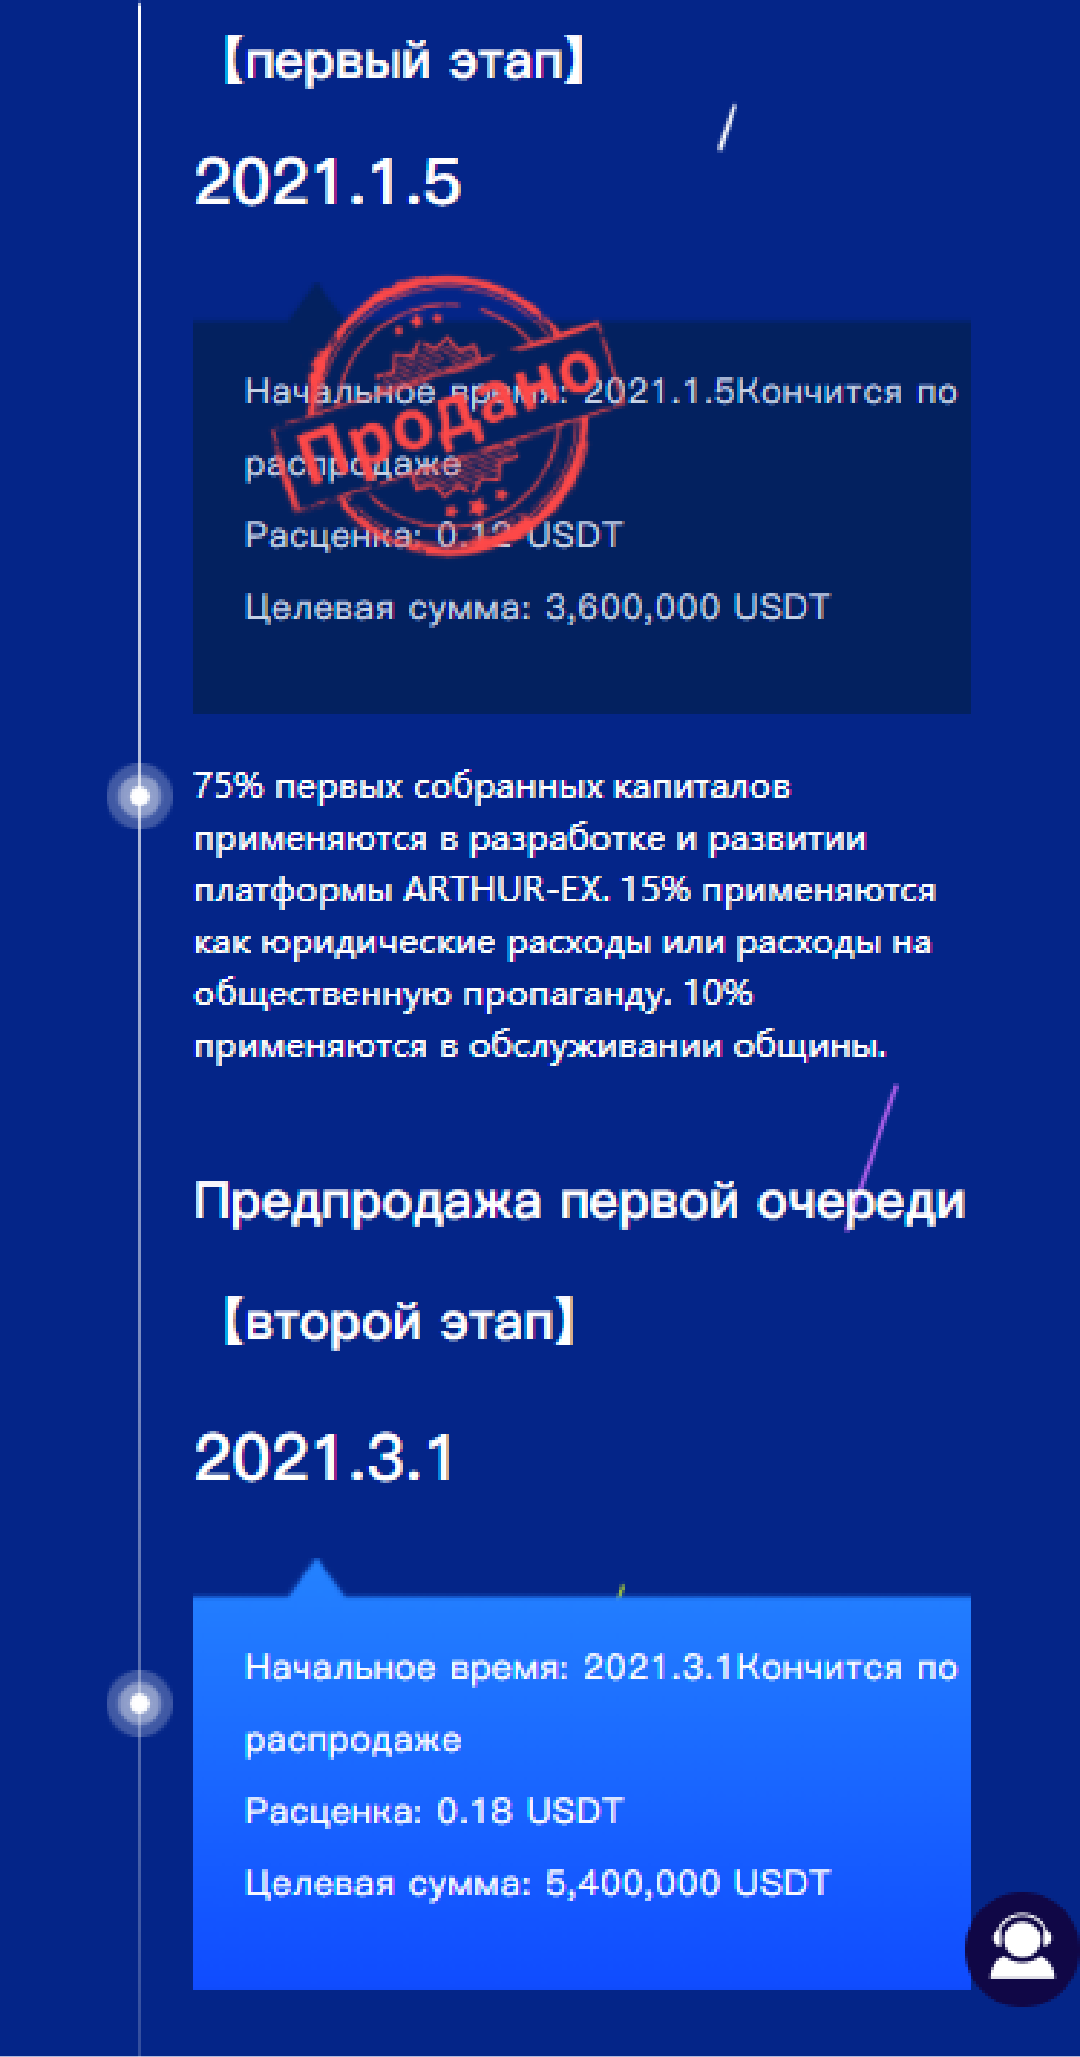 【первый этап】
2021.1.5
Продано
Начальное время: 2021.1.5Кончится по
распродаже
Расценка: 0.12 USDT
Целевая сумма: 3,600,000 USDT
75% первых собранных капиталов
применяются в разработке и развитии
платформы ARTHUR-EX. 15% применяются
как юридические расходы или расходы на
общественную пропаганду. 10%
применяются в обслуживании общины.
Предпродажа первой очереди
【второй этап】
2021.3.1
Начальное время: 2021.3.1Кончится по
распродаже
Расценка: 0.18 USDT
Целевая сумма: 5,400,000 USDT